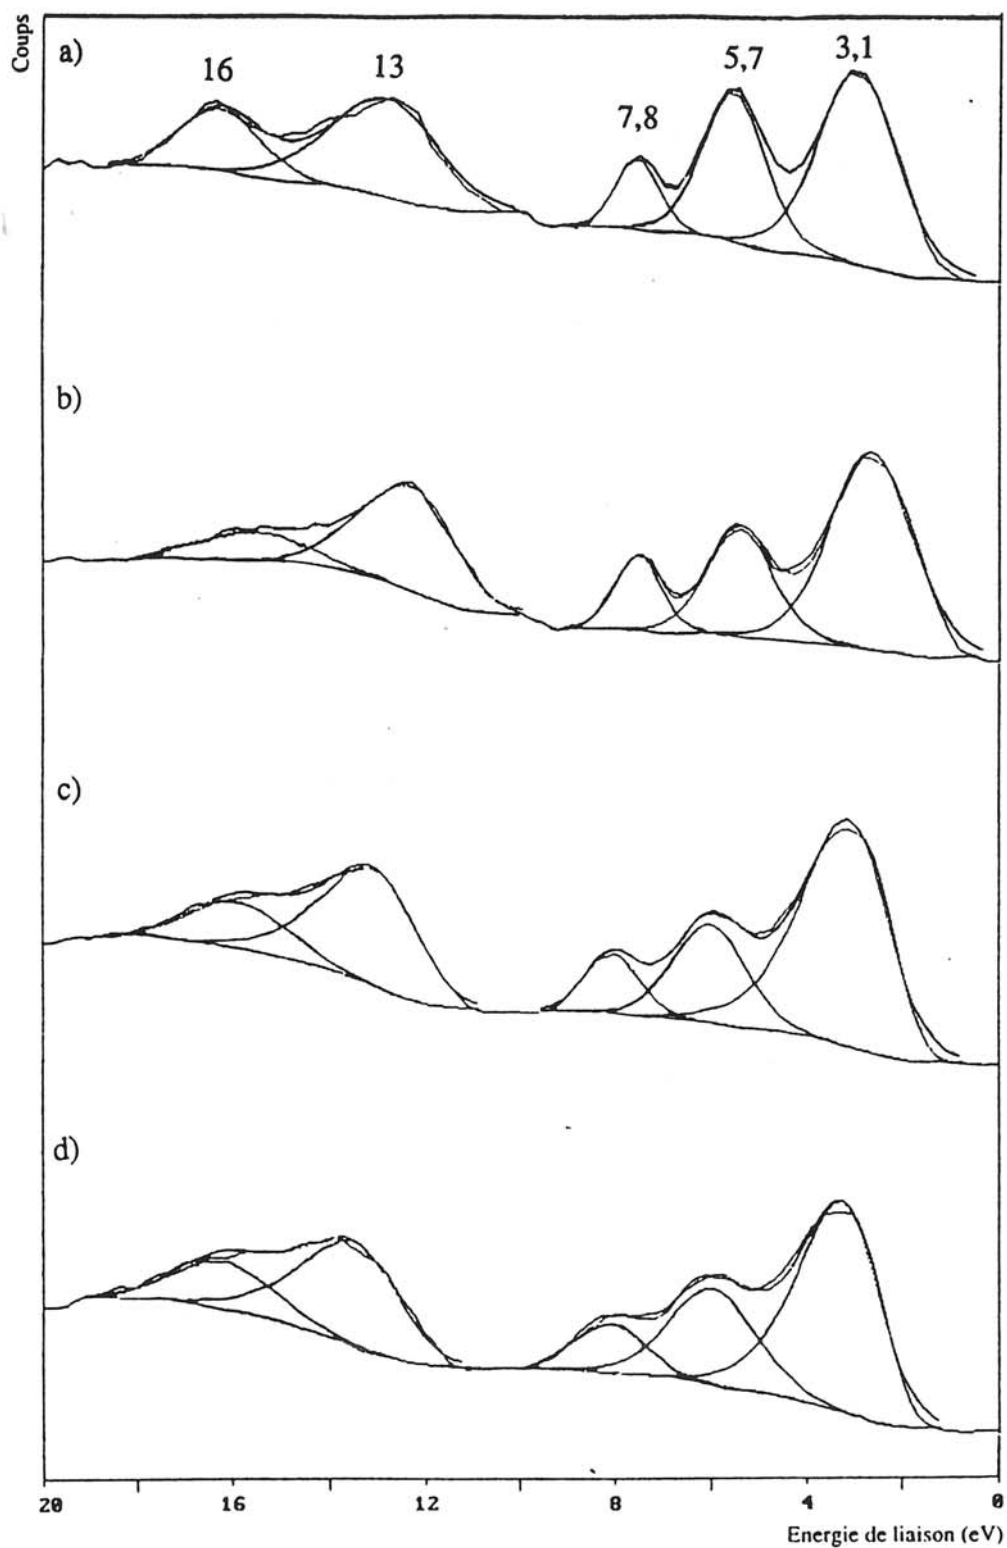 Coups
a)
16
13
7,8
5,7
3,1
b)
c)
d)
20 16 12 8 4 0
Energie de liaison (eV)